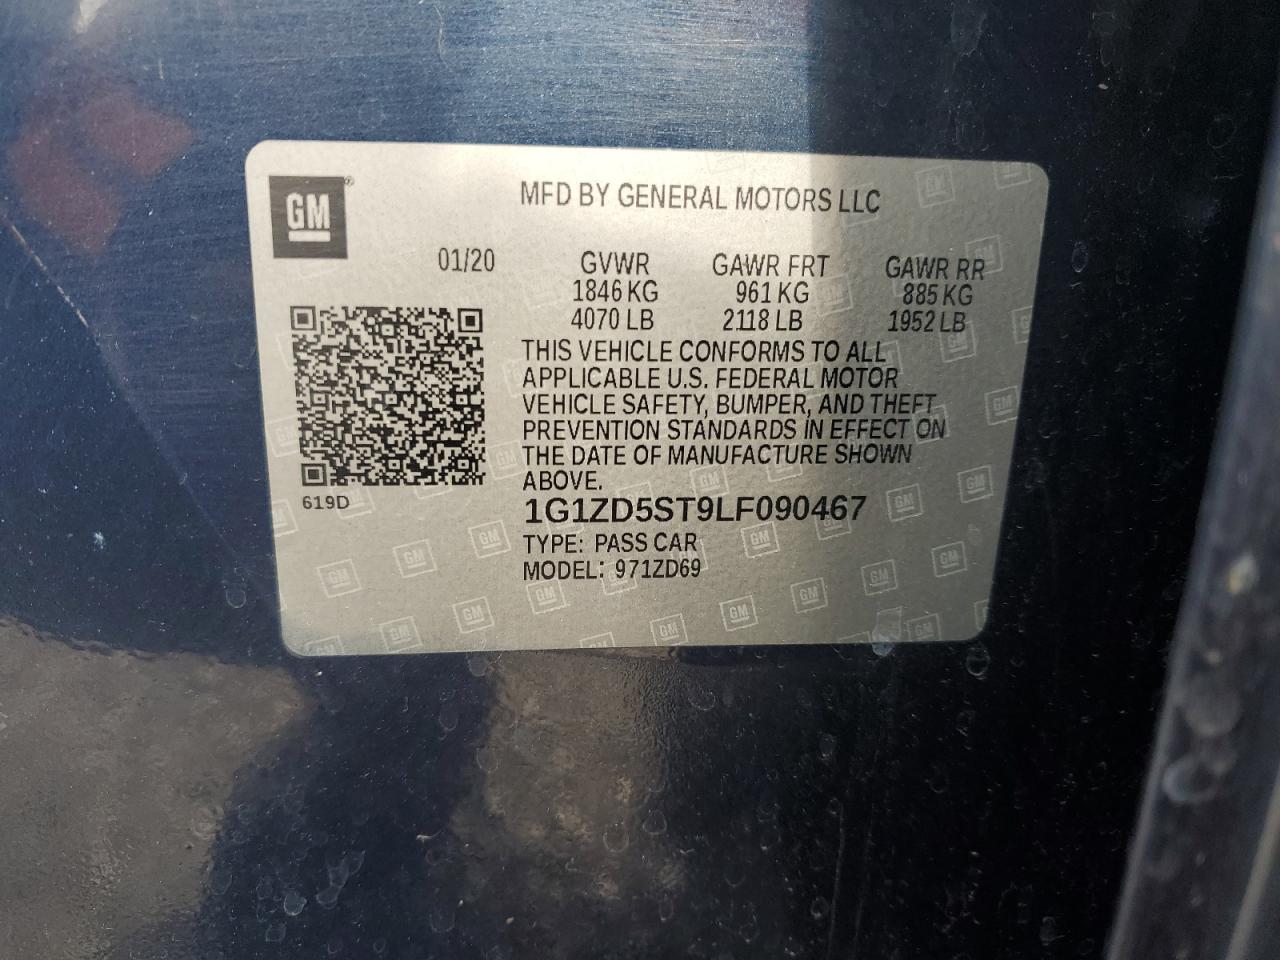 MFD BY GENERAL MOTORS LLC
GM
01/20 GVWR GAWR FRT GAWR RR
1846 KG 961 KG 885 KG
4070 LB 2118 LB 1952 LB
THIS VEHICLE CONFORMS TO ALL
APPLICABLE U.S. FEDERAL MOTOR
VEHICLE SAFETY, BUMPER, AND THEFT
PREVENTION STANDARDS IN EFFECT ON
THE DATE OF MANUFACTURE SHOWN
ABOVE.
619D
1G1ZD5ST9LF090467
TYPE: PASS CAR
MODEL: 971ZD69